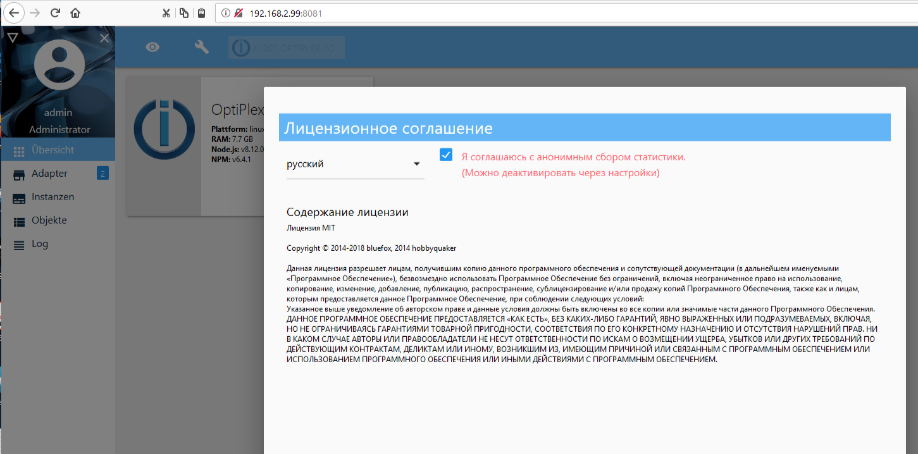 192.168.2.99:8081
admin
Administrator
Übersicht
Adapter 2
Instanzen
Objekte
Log
OptiPlex
Plattform: linux
RAM: 7.7 GB
Node.js: v8.12.0
NPM: v6.4.1
Лицензионное соглашение
русский
Я соглашаюсь с анонимным сбором статистики.
(Можно деактивировать через настройки)
Содержание лицензии
Лицензия MIT
Copyright © 2014-2018 bluefox, 2014 hobbyquaker
Данная лицензия разрешает лицам, получившим копию данного программного обеспечения и сопутствующей документации (в дальнейшем именуемыми
«Программное Обеспечение»), безвозмездно использовать Программное Обеспечение без ограничений, включая неограниченное право на использование,
копирование, изменение, добавление, публикацию, распространение, сублицензирование и/или продажу копий Программного Обеспечения, также как и лицам,
которым предоставляется данное Программное Обеспечение, при соблюдении следующих условий:
Указанное выше уведомление об авторском праве и данные условия должны быть включены во все копии или значимые части данного Программного Обеспечения.
ДАННОЕ ПРОГРАММНОЕ ОБЕСПЕЧЕНИЕ ПРЕДОСТАВЛЯЕТСЯ «КАК ЕСТЬ», БЕЗ КАКИХ-ЛИБО ГАРАНТИЙ, ЯВНО ВЫРАЖЕННЫХ ИЛИ ПОДРАЗУМЕВАЕМЫХ, ВКЛЮЧАЯ,
НО НЕ ОГРАНИЧИВАЯСЬ ГАРАНТИЯМИ ТОВАРНОЙ ПРИГОДНОСТИ, СООТВЕТСТВИЯ ПО ЕГО КОНКРЕТНОМУ НАЗНАЧЕНИЮ И ОТСУТСТВИЯ НАРУШЕНИЙ ПРАВ. НИ
В КАКОМ СЛУЧАЕ АВТОРЫ ИЛИ ПРАВООБЛАДАТЕЛИ НЕ НЕСУТ ОТВЕТСТВЕННОСТИ ПО ИСКАМ О ВОЗМЕЩЕНИИ УЩЕРБА, УБЫТКОВ ИЛИ ДРУГИХ ТРЕБОВАНИЙ ПО
ДЕЙСТВУЮЩИМ КОНТРАКТАМ, ДЕЛИКТАМ ИЛИ ИНОМУ, ВОЗНИКШИМ ИЗ, ИМЕЮЩИМ ПРИЧИНОЙ ИЛИ СВЯЗАННЫМ С ПРОГРАММНЫМ ОБЕСПЕЧЕНИЕМ ИЛИ
ИСПОЛЬЗОВАНИЕМ ПРОГРАММНОГО ОБЕСПЕЧЕНИЯ ИЛИ ИНЫМИ ДЕЙСТВИЯМИ С ПРОГРАММНЫМ ОБЕСПЕЧЕНИЕМ.